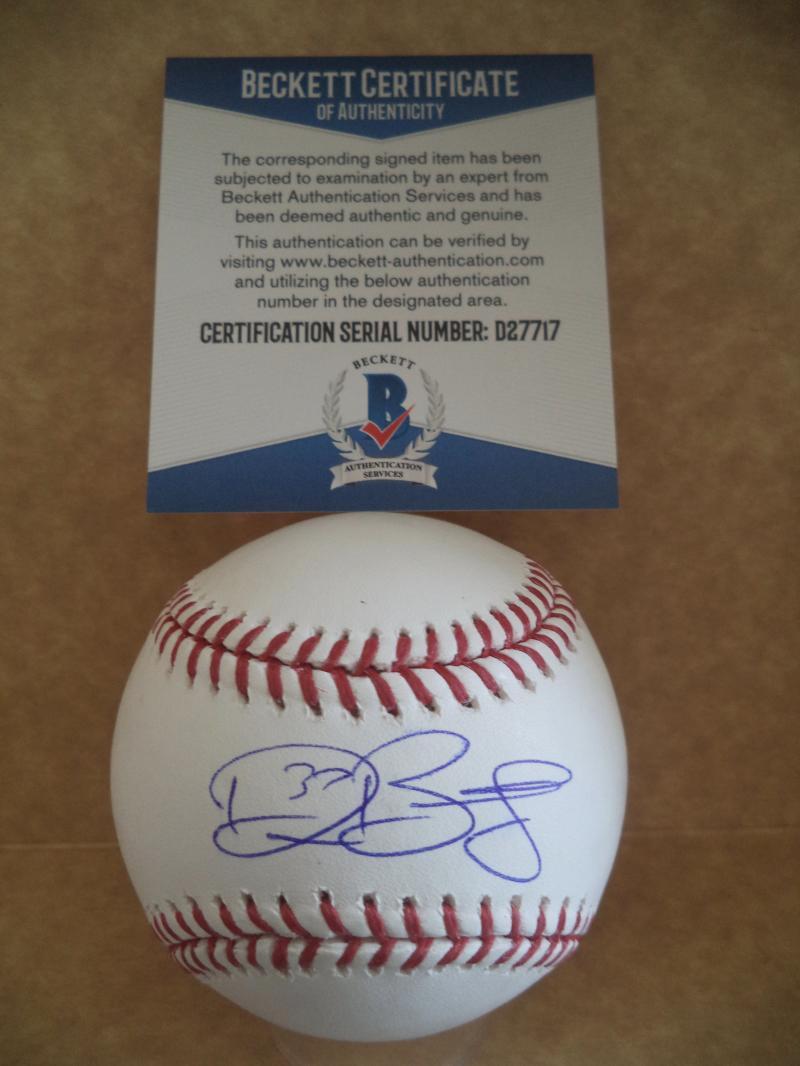 BECKETT CERTIFICATE
OF AUTHENTICITY
The corresponding signed item has been
subjected to examination by an expert from
Beckett Authentication Services and has
been deemed authentic and genuine.
This authentication can be verified by
visiting www.beckett-authentication.com
and utilizing the below authentication
number in the designated area.
CERTIFICATION SERIAL NUMBER: D27717
BECKETT
B
AUTHENTICATION
SERVICES
37